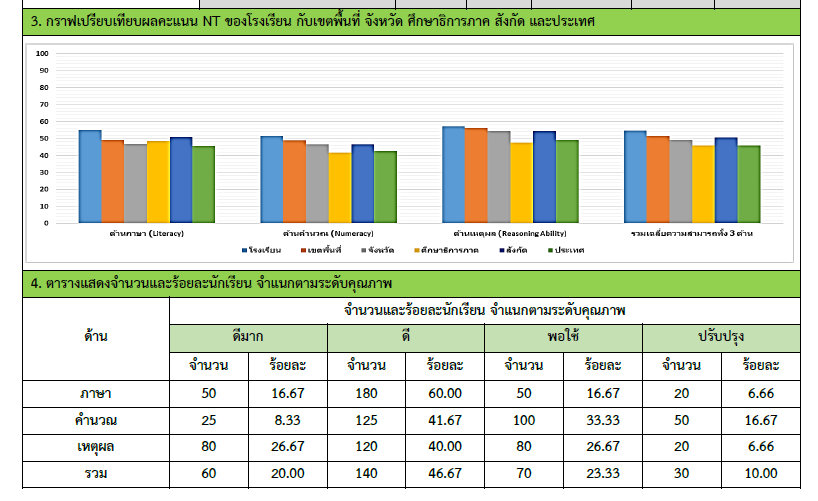 3. กราฟเปรียบเทียบผลคะแนน NT ของโรงเรียน กับเขตพื้นที่ จังหวัด ศึกษาธิการภาค สังกัด และประเทศ
100
90
80
70
60
50
40
30
20
10
0
ด้านภาษา (Literacy) ด้านคำนวณ (Numeracy) ด้านเหตุผล (Reasoning Ability) รวมเฉลี่ยความสามารถทั้ง 3 ด้าน
โรงเรียน เขตพื้นที่ จังหวัด ศึกษาธิการภาค สังกัด ประเทศ
4. ตารางแสดงจำนวนและร้อยละนักเรียน จำแนกตามระดับคุณภาพ
ด้าน จำนวนและร้อยละนักเรียน จำแนกตามระดับคุณภาพ
ดีมาก ดี พอใช้ ปรับปรุง
จำนวน ร้อยละ จำนวน ร้อยละ จำนวน ร้อยละ จำนวน ร้อยละ
ภาษา 50 16.67 180 60.00 50 16.67 20 6.66
คำนวณ 25 8.33 125 41.67 100 33.33 50 16.67
เหตุผล 80 26.67 120 40.00 80 26.67 20 6.66
รวม 60 20.00 140 46.67 70 23.33 30 10.00